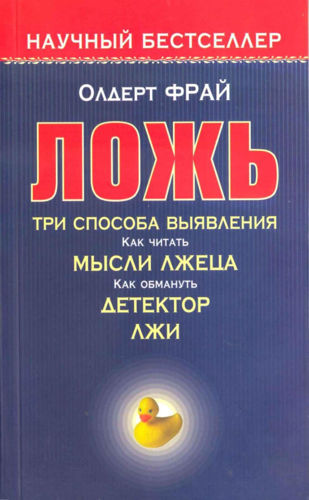 НАУЧНЫЙ БЕСТСЕЛЛЕР
ОЛДЕРТ ФРАЙ
ЛОЖЬ
ТРИ СПОСОБА ВЫЯВЛЕНИЯ
КАК ЧИТАТЬ
МЫСЛИ ЛЖЕЦА
КАК ОБМАНУТЬ
ДЕТЕКТОР
ЛЖИ